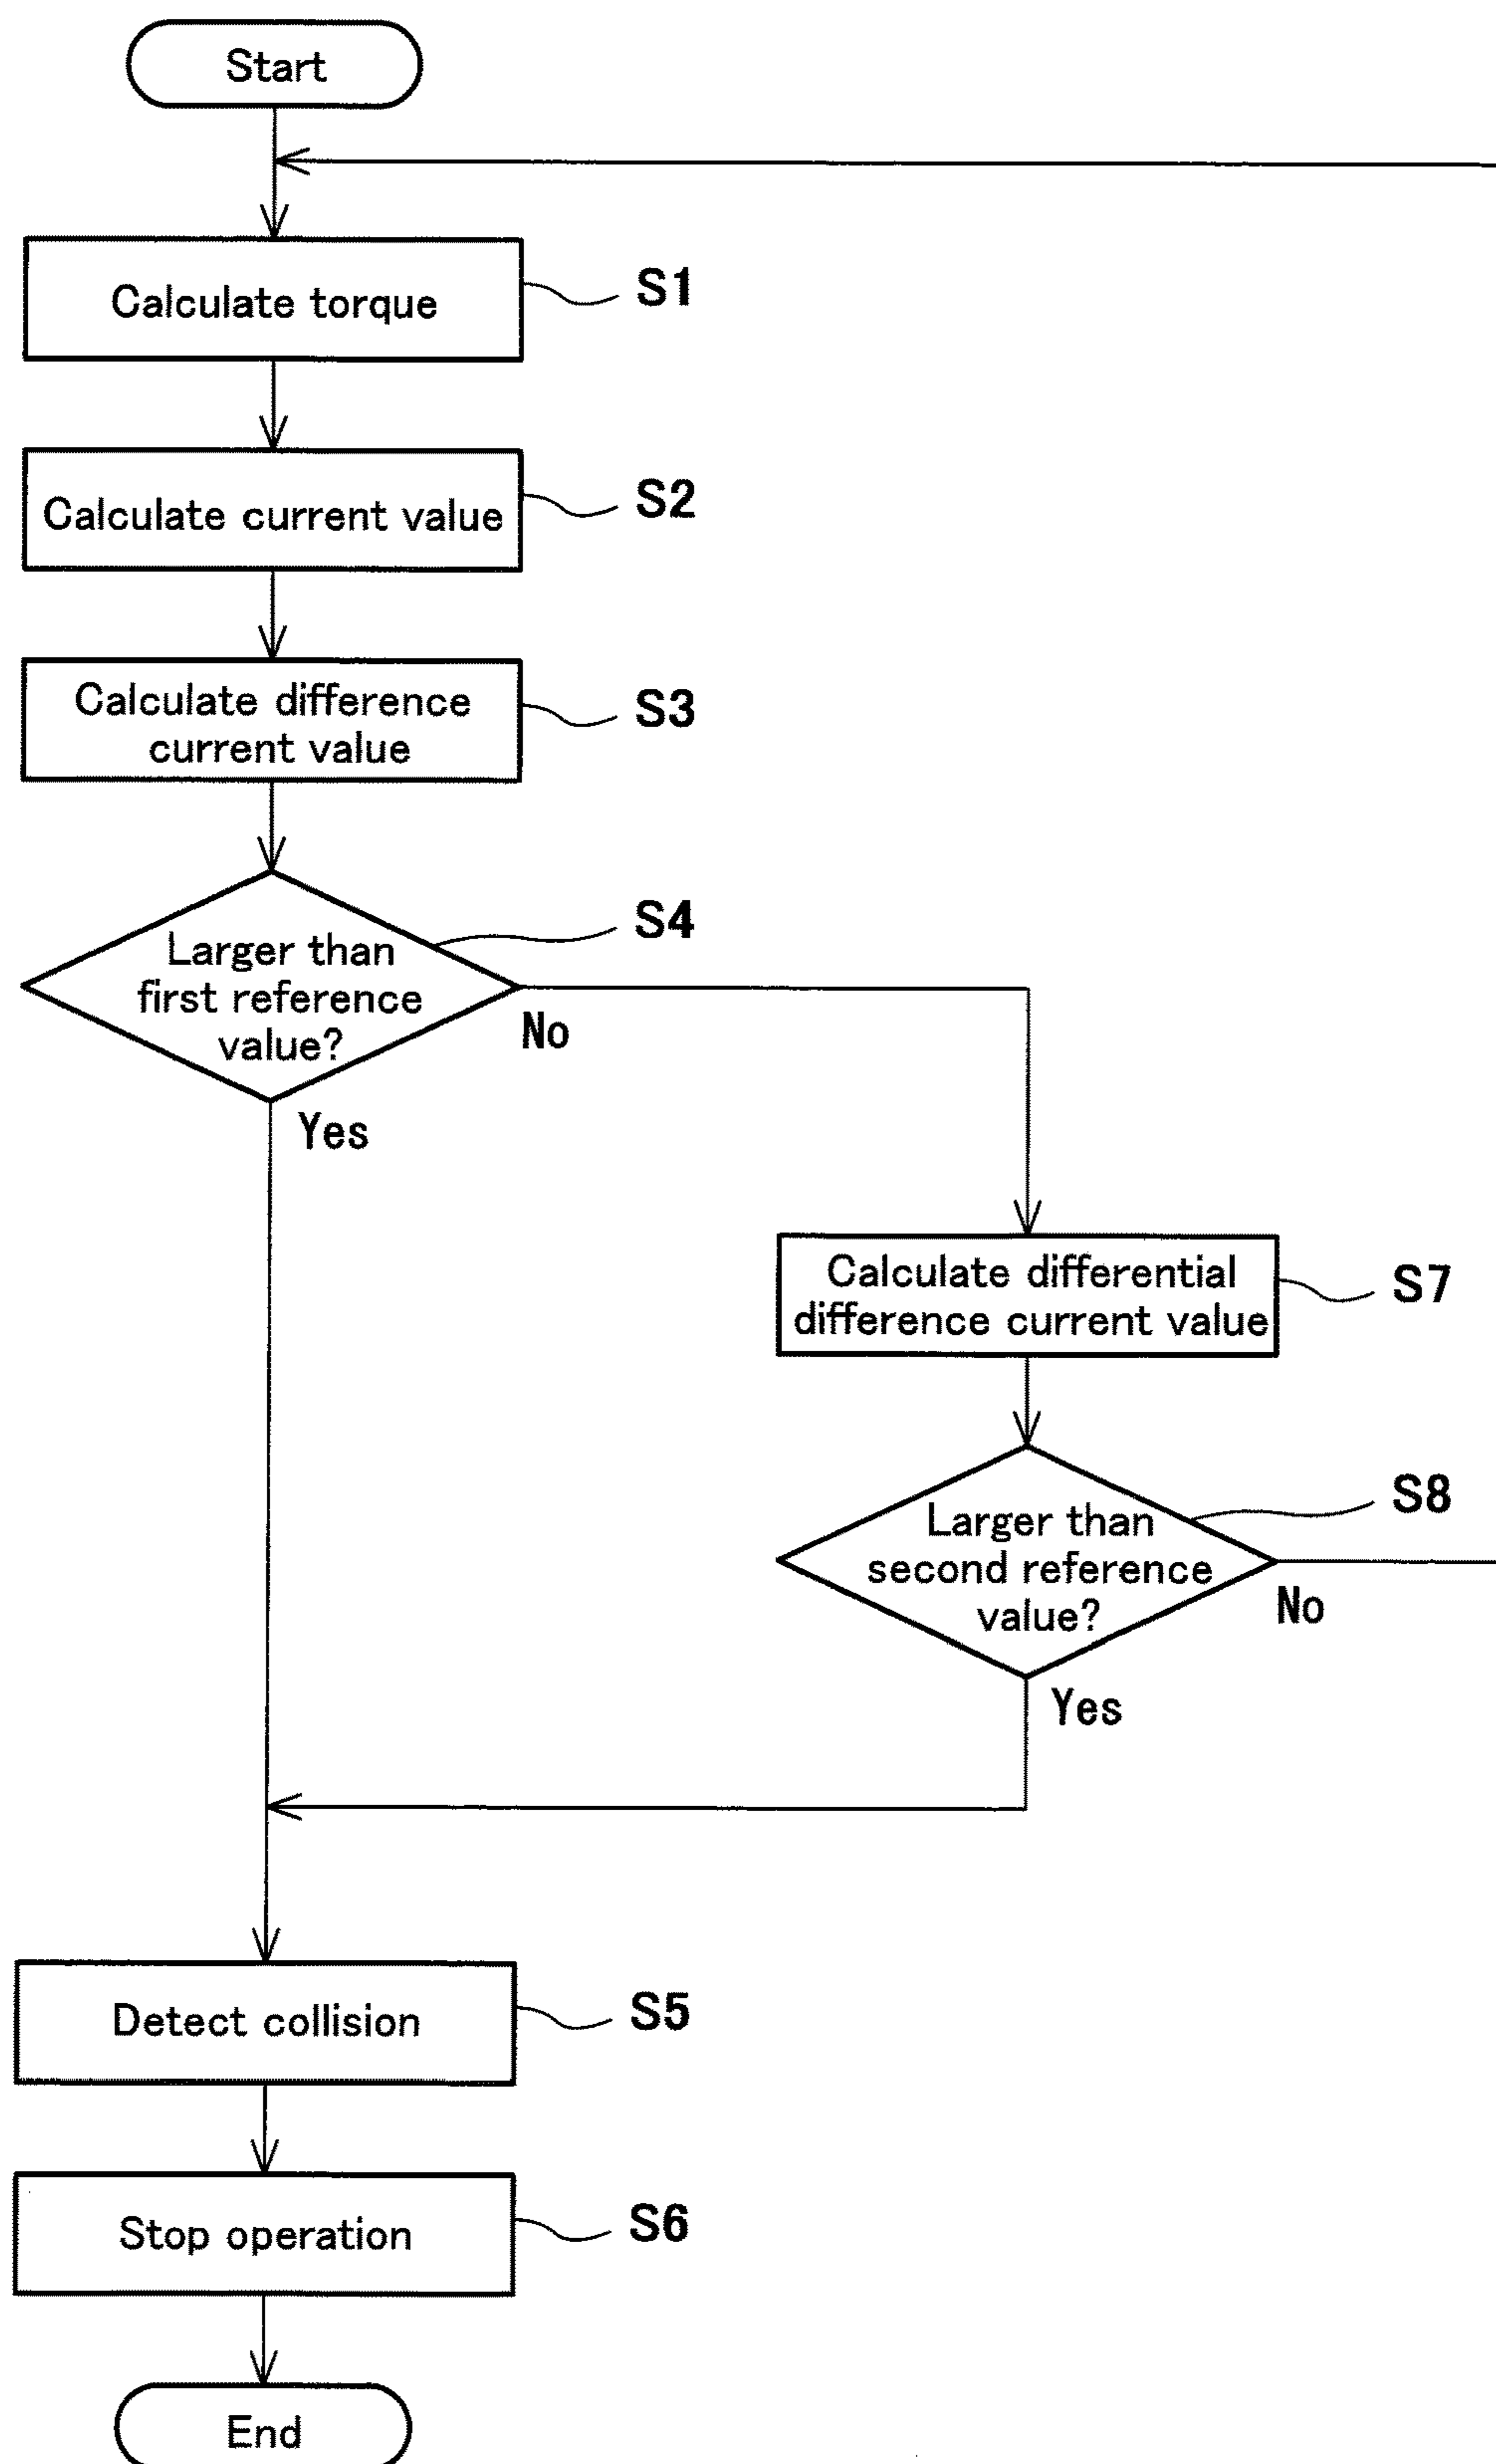 Start
Calculate torque
S1
Calculate current value
S2
Calculate difference
current value
S3
Larger than
first reference
value?
S4
No
Yes
Calculate differential
difference current value
S7
Larger than
second reference
value?
S8
No
Yes
Detect collision
S5
Stop operation
S6
End